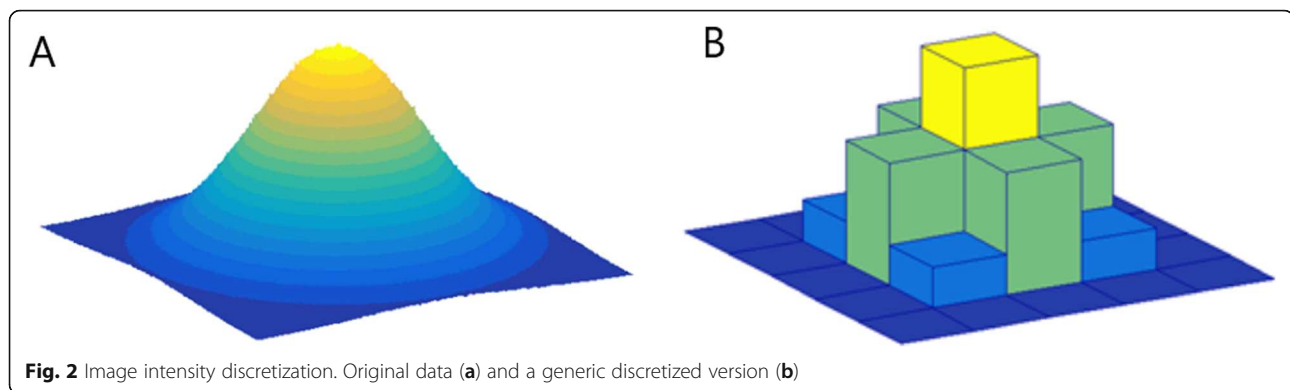 A
B
Fig. 2 Image intensity discretization. Original data (a) and a generic discretized version (b)